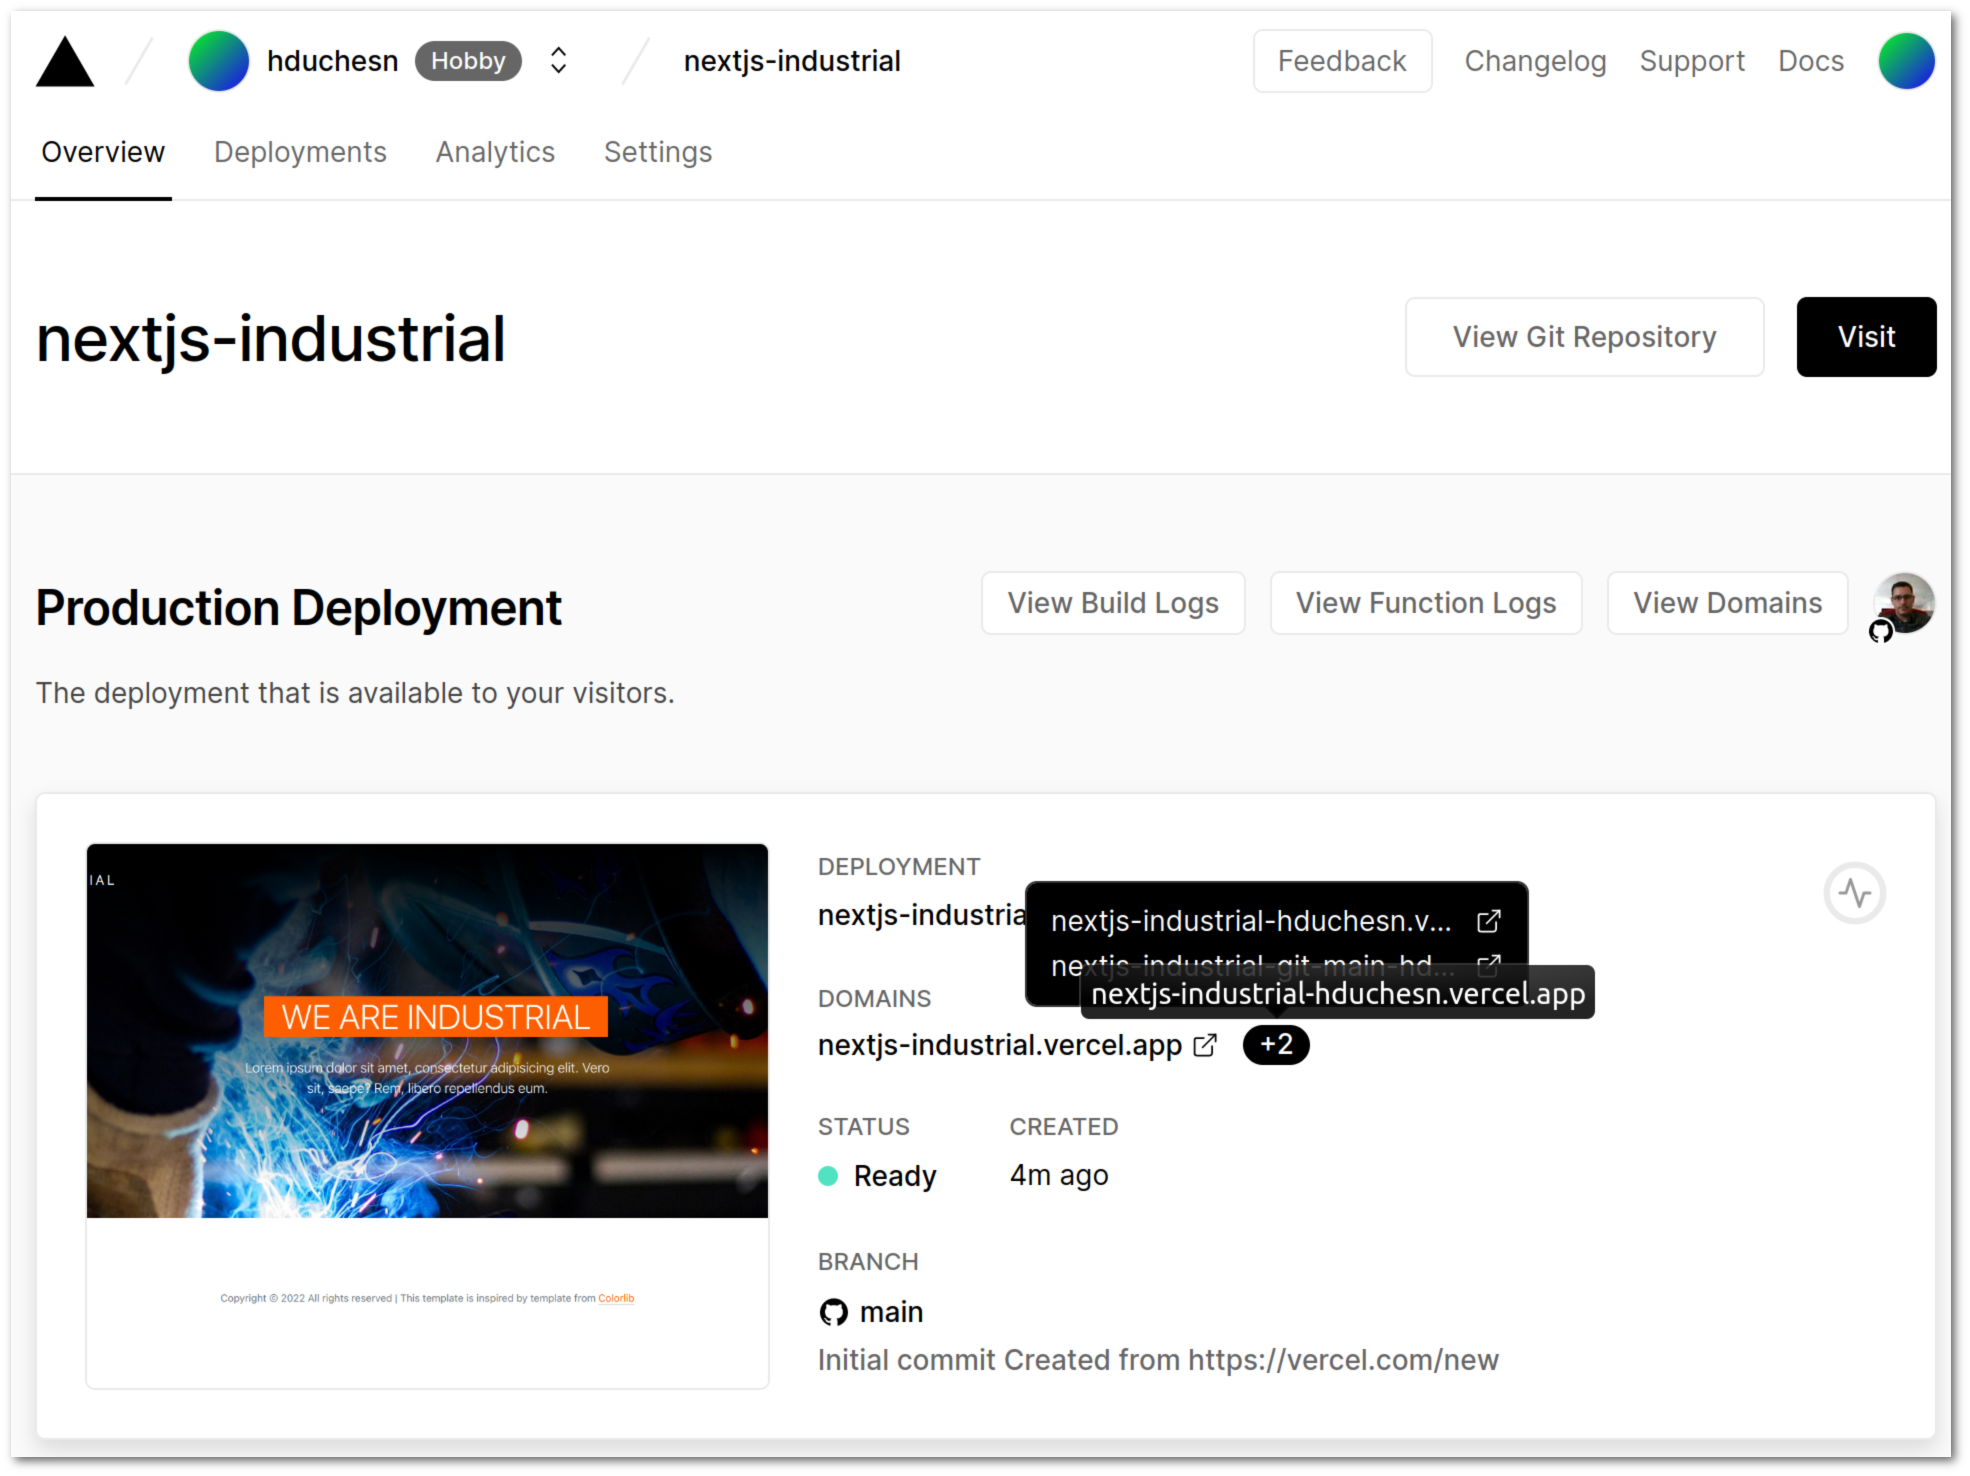 hduchesn Hobby nextjs-industrial Feedback Changelog Support Docs
Overview Deployments Analytics Settings
nextjs-industrial View Git Repository Visit
Production Deployment View Build Logs View Function Logs View Domains
The deployment that is available to your visitors.
IAL
WE ARE INDUSTRIAL
Lorem ipsum dolor sit amet, consectetur adipisicing elit. Vero
sit, saepe? Rem, libero repellendus eum.
Copyright © 2022 All rights reserved | This template is inspired by template from Colorlib
DEPLOYMENT
nextjs-industria
nextjs-industrial-hduchesn.v...
nextjs-industrial-git-main-hd...
nextjs-industrial-hduchesn.vercel.app
DOMAINS
nextjs-industrial.vercel.app +2
STATUS CREATED
Ready 4m ago
BRANCH
main
Initial commit Created from https://vercel.com/new